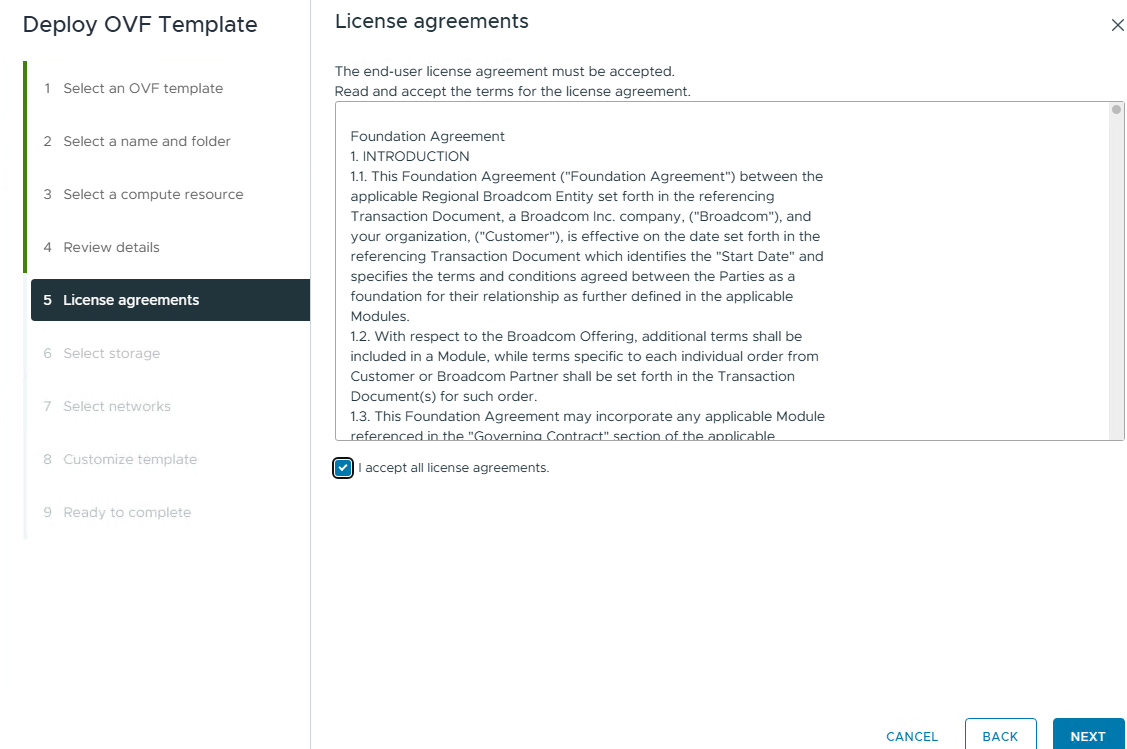 Deploy OVF Template
1 Select an OVF template
2 Select a name and folder
3 Select a compute resource
4 Review details
5 License agreements
6 Select storage
7 Select networks
8 Customize template
9 Ready to complete
License agreements
The end-user license agreement must be accepted.
Read and accept the terms for the license agreement.
Foundation Agreement
1. INTRODUCTION
1.1. This Foundation Agreement ("Foundation Agreement") between the
applicable Regional Broadcom Entity set forth in the referencing
Transaction Document, a Broadcom Inc. company, ("Broadcom"), and
your organization, ("Customer"), is effective on the date set forth in the
referencing Transaction Document which identifies the "Start Date" and
specifies the terms and conditions agreed between the Parties as a
foundation for their relationship as further defined in the applicable
Modules.
1.2. With respect to the Broadcom Offering, additional terms shall be
included in a Module, while terms specific to each individual order from
Customer or Broadcom Partner shall be set forth in the Transaction
Document(s) for such order.
1.3. This Foundation Agreement may incorporate any applicable Module
referenced in the "Governing Contract" section of the applicable
I accept all license agreements.
CANCEL
BACK
NEXT